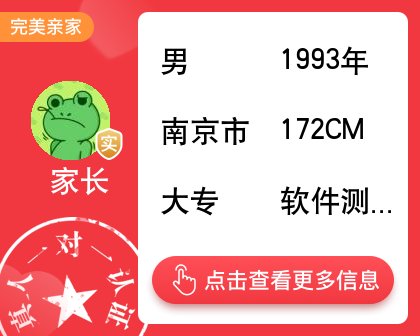 完美亲家
男 1993年
南京市 172CM
实
家长
大专 软件测...
一对一
真人认证
点击查看更多信息